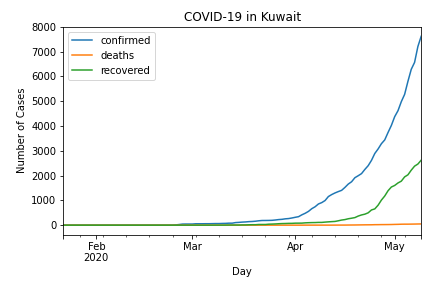 COVID-19 in Kuwait
confirmed
deaths
recovered
Number of Cases
8000
7000
6000
5000
4000
3000
2000
1000
0
Feb
2020
Mar
Apr
May
Day